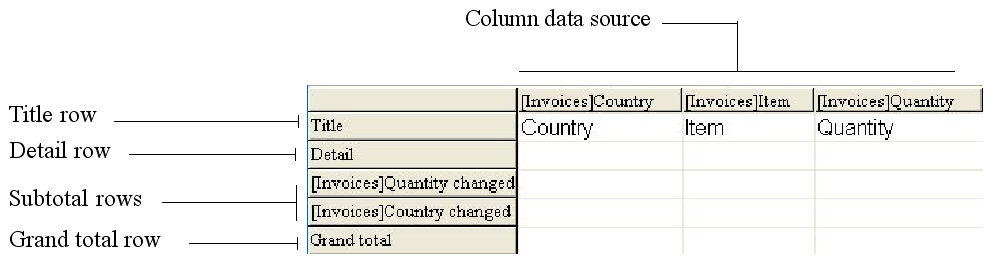 Column data source
[Invoices]Country [Invoices]Item [Invoices]Quantity
Title row
Title Country Item Quantity
Detail row
Detail
[Invoices]Quantity changed
Subtotal rows
[Invoices]Country changed
Grand total row
Grand total